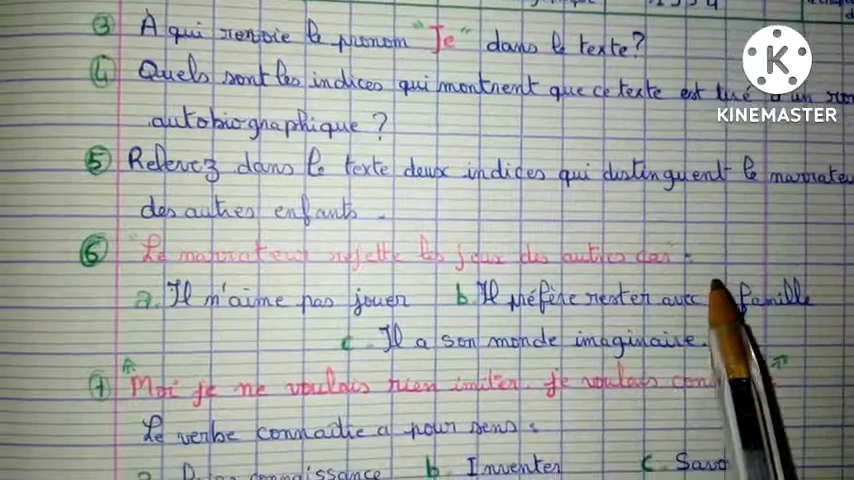 ③ À qui renvoie le pronom "Je" dans le texte?
④ Quels sont les indices qui montrent que ce texte est tiré d'un
autobiographique ?
⑤ Relevez dans le texte deux indices qui distinguent le narrateu
des autres enfants.
⑥ "Le narrateur rejette les jeux des autres car :
a. Il n'aime pas jouer b. Il préfère rester avec famille
c. Il a son monde imaginaire.
⑦ "Moi je ne voulais rien imiter. je voulais
Le verbe connaître a pour sens :
a. connaissance b. Inventer c. Savo
K
KINEMASTER